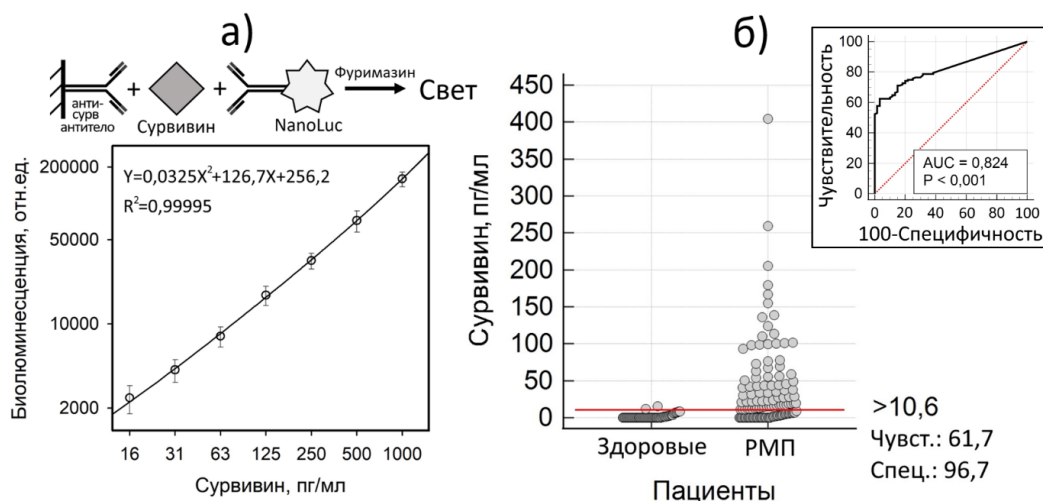 а)
Фуримазин
Свет
анти-
сурв
антитело
Сурвивин
NanoLuc
Y=0,0325X²+126,7X+256,2
R²=0,99995
Биолюминесценция, отн.ед.
200000
50000
10000
2000
16 31 63 125 250 500 1000
Сурвивин, пг/мл
б)
Сурвивин, пг/мл
450
400
350
300
250
200
150
100
50
0
Здоровые РМП
Пациенты
Чувствительность
100
80
60
40
20
0
AUC = 0,824
P < 0,001
0 20 40 60 80 100
100-Специфичность
>10,6
Чувст.: 61,7
Спец.: 96,7